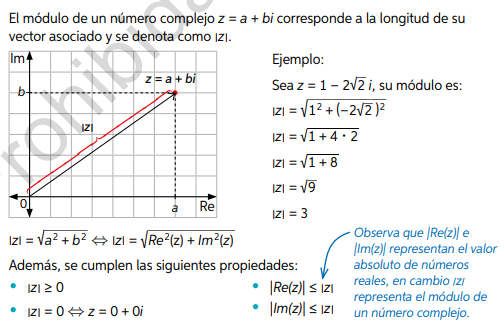 El módulo de un número complejo z = a + bi corresponde a la longitud de su
vector asociado y se denota como |z|.
Im
z = a + bi
b
|z|
0
a
Re
|z| = √(a² + b²) ⇔ |z| = √(Re²(z) + Im²(z))
Ejemplo:
Sea z = 1 – 2√2 i, su módulo es:
|z| = √(1² + (–2√2)²)
|z| = √(1 + 4 · 2)
|z| = √(1 + 8)
|z| = √9
|z| = 3
Además, se cumplen las siguientes propiedades:
• |z| ≥ 0
• |z| = 0 ⇔ z = 0 + 0i
• |Re(z)| ≤ |z|
• |Im(z)| ≤ |z|
Observa que |Re(z)| e
|Im(z)| representan el valor
absoluto de números
reales, en cambio |z|
representa el módulo de
un número complejo.
rohibida